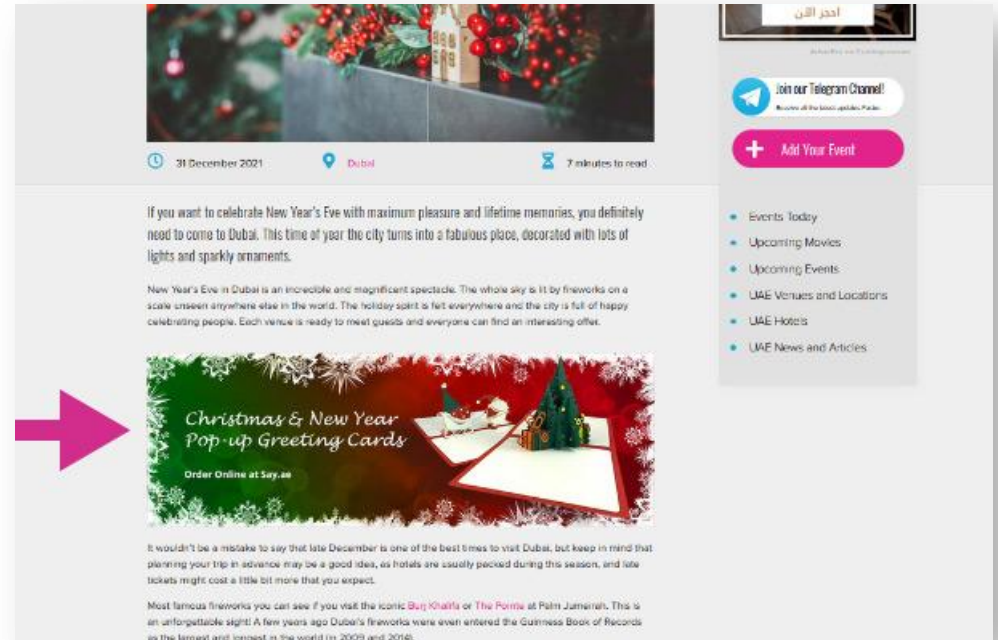 31 December 2021
Dubai
7 minutes to read
If you want to celebrate New Year's Eve with maximum pleasure and lifetime memories, you definitely
need to come to Dubai. This time of year the city turns into a fabulous place, decorated with lots of
lights and sparkly ornaments.
New Year's Eve in Dubai is an incredible and magnificent spectacle. The whole sky is lit by fireworks on a
scale unseen anywhere else in the world. The holiday spirit is felt everywhere and the city is full of happy
celebrating people. Each venue is ready to meet guests and everyone can find an interesting offer.
Christmas & New Year
Pop-up Greeting Cards
Order Online at Say.ae
It wouldn't be a mistake to say that late December is one of the best times to visit Dubai, but keep in mind that
planning your trip in advance may be a good idea, as hotels are usually packed during this season, and late
tickets might cost a little bit more that you expect.
Most famous fireworks you can see if you visit the iconic Burj Khalifa or The Pointe at Palm Jumeirah. This is
an unforgettable sight! A few years ago Dubai's fireworks were even entered the Guinness Book of Records
as the largest and longest in the world (in 2009 and 2014).
احجز الآن
Join our Telegram Channel!
Receive all the latest updates Faster
Add Your Event
Events Today
Upcoming Movies
Upcoming Events
UAE Venues and Locations
UAE Hotels
UAE News and Articles